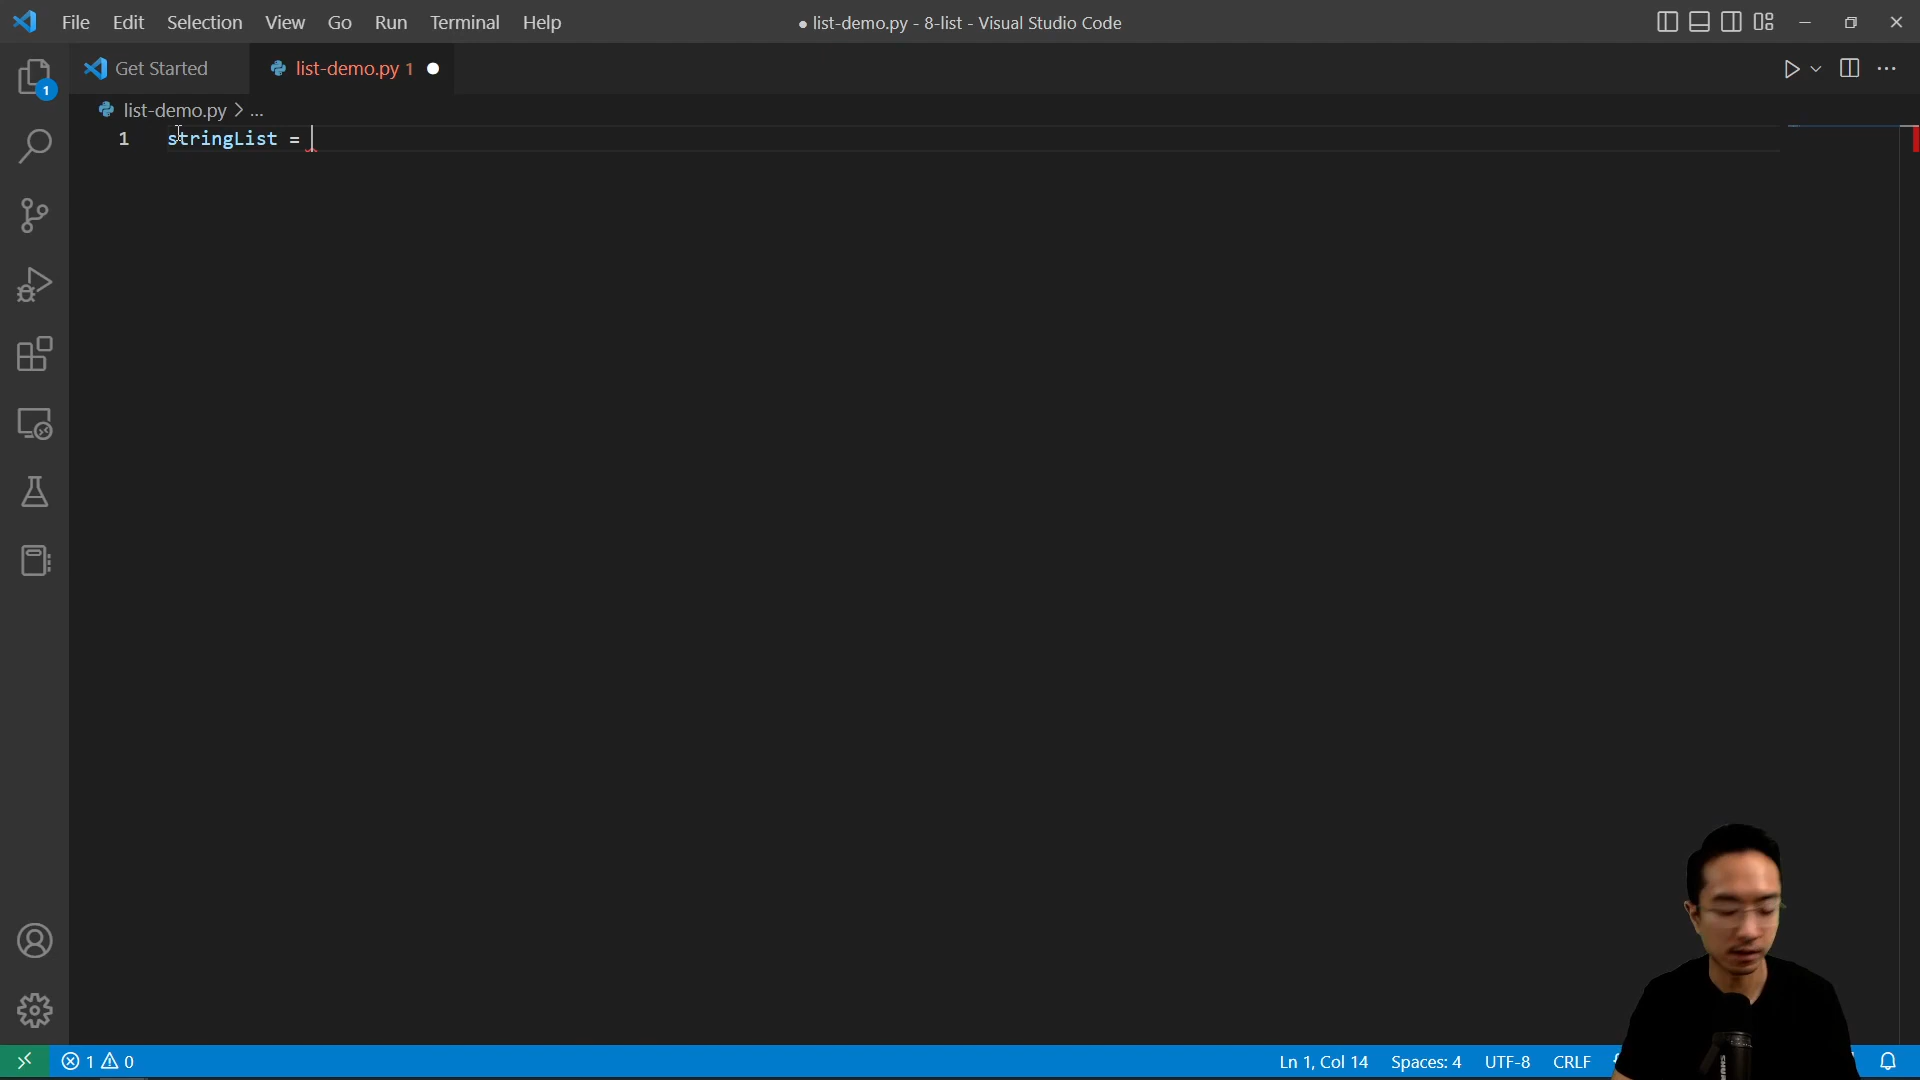 File Edit Selection View Go Run Terminal Help
● list-demo.py - 8-list - Visual Studio Code
Get Started
list-demo.py 1
1
list-demo.py > ...
1 stringList =
1 0
Ln 1, Col 14 Spaces: 4 UTF-8 CRLF